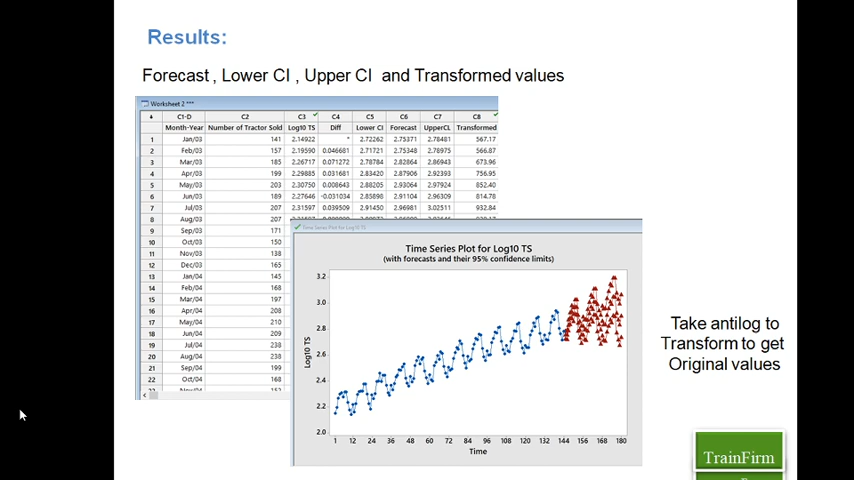 Results:
Forecast , Lower CI , Upper CI and Transformed values
Worksheet 2 ***
C1-D C2 C3 C4 C5 C6 C7 C8
Month-Year Number of Tractor Sold Log10 TS Diff Lower CI Forecast UpperCL Transformed
1 Jan/03 141 2.14922 * 2.72262 2.75371 2.78481 567.17
2 Feb/03 157 2.19590 0.046681 2.71721 2.75348 2.78975 566.87
3 Mar/03 185 2.26717 0.071272 2.78784 2.82864 2.86943 673.96
4 Apr/03 199 2.29885 0.031681 2.83420 2.87906 2.92393 756.95
5 May/03 207 2.30750 0.008643 2.88205 2.93064 2.97924 852.40
6 Jun/03 189 2.27646 -0.031034 2.85898 2.91104 2.96309 814.78
7 Jul/03 207 2.31597 0.039509 2.91450 2.96981 3.02511 932.84
8 Aug/03 207
9 Sep/03 171
10 Oct/03 150
11 Nov/03 138
12 Dec/03 165
13 Jan/04 145
14 Feb/04 168
15 Mar/04 197
16 Apr/04 208
17 May/04 210
18 Jun/04 209
19 Jul/04 238
20 Aug/04 238
21 Sep/04 199
22 Oct/04 168
Time Series Plot for Log10 TS
Time Series Plot for Log10 TS
(with forecasts and their 95% confidence limits)
3.2
3.0
2.8
2.6
2.4
2.2
2.0
Log10 TS
1 12 24 36 48 60 72 84 96 108 120 132 144 156 168 180
Time
Take antilog to
Transform to get
Original values
TrainFirm